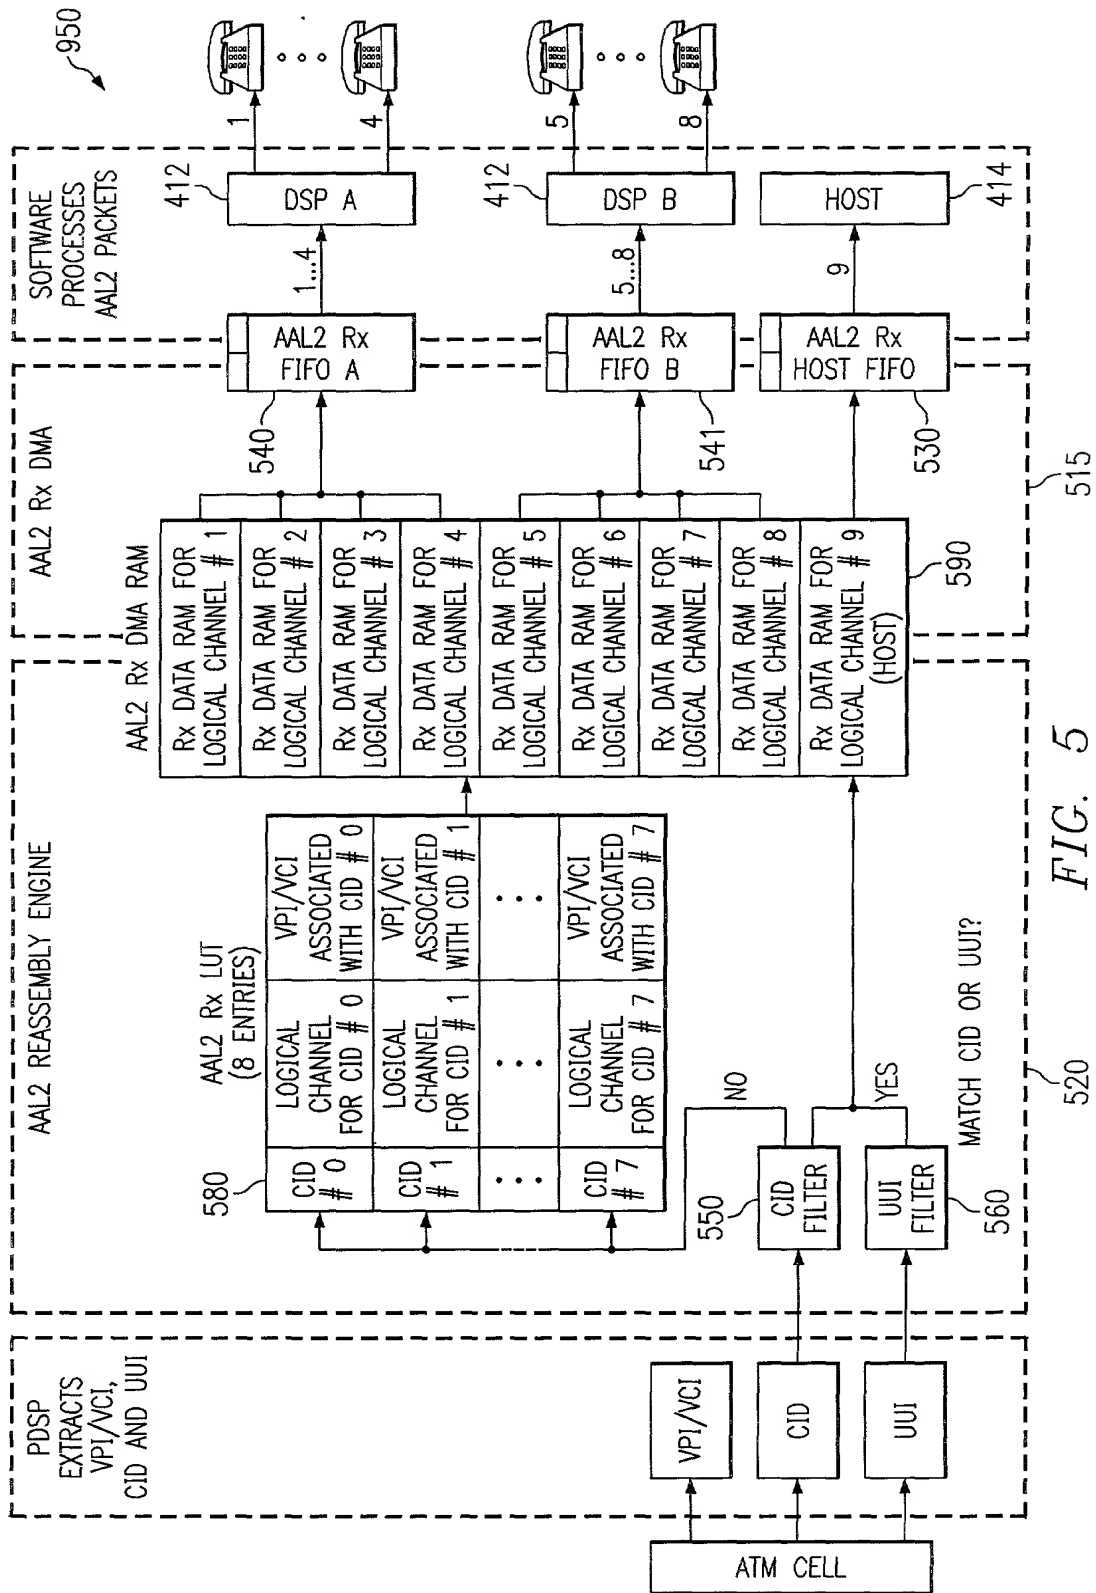 950
SOFTWARE
PROCESSES
AAL2 PACKETS
412
DSP A
1
4
412
DSP B
5
8
HOST
414
1...4
5...8
9
AAL2 Rx DMA
AAL2 Rx
FIFO A
540
AAL2 Rx
FIFO B
541
AAL2 Rx
HOST FIFO
530
515
AAL2 Rx DMA RAM
Rx DATA RAM FOR
LOGICAL CHANNEL # 1
Rx DATA RAM FOR
LOGICAL CHANNEL # 2
Rx DATA RAM FOR
LOGICAL CHANNEL # 3
Rx DATA RAM FOR
LOGICAL CHANNEL # 4
Rx DATA RAM FOR
LOGICAL CHANNEL # 5
Rx DATA RAM FOR
LOGICAL CHANNEL # 6
Rx DATA RAM FOR
LOGICAL CHANNEL # 7
Rx DATA RAM FOR
LOGICAL CHANNEL # 8
Rx DATA RAM FOR
LOGICAL CHANNEL # 9
(HOST)
590
AAL2 REASSEMBLY ENGINE
AAL2 Rx LUT
(8 ENTRIES)
580
CID
# 0
LOGICAL
CHANNEL
FOR CID # 0
VPI/VCI
ASSOCIATED
WITH CID # 0
CID
# 1
LOGICAL
CHANNEL
FOR CID # 1
VPI/VCI
ASSOCIATED
WITH CID # 1
CID
# 7
LOGICAL
CHANNEL
FOR CID # 7
VPI/VCI
ASSOCIATED
WITH CID # 7
NO
YES
MATCH CID OR UUI?
550
CID
FILTER
UUI
FILTER
560
520
PDSP
EXTRACTS
VPI/VCI,
CID AND UUI
VPI/VCI
CID
UUI
ATM CELL
FIG. 5